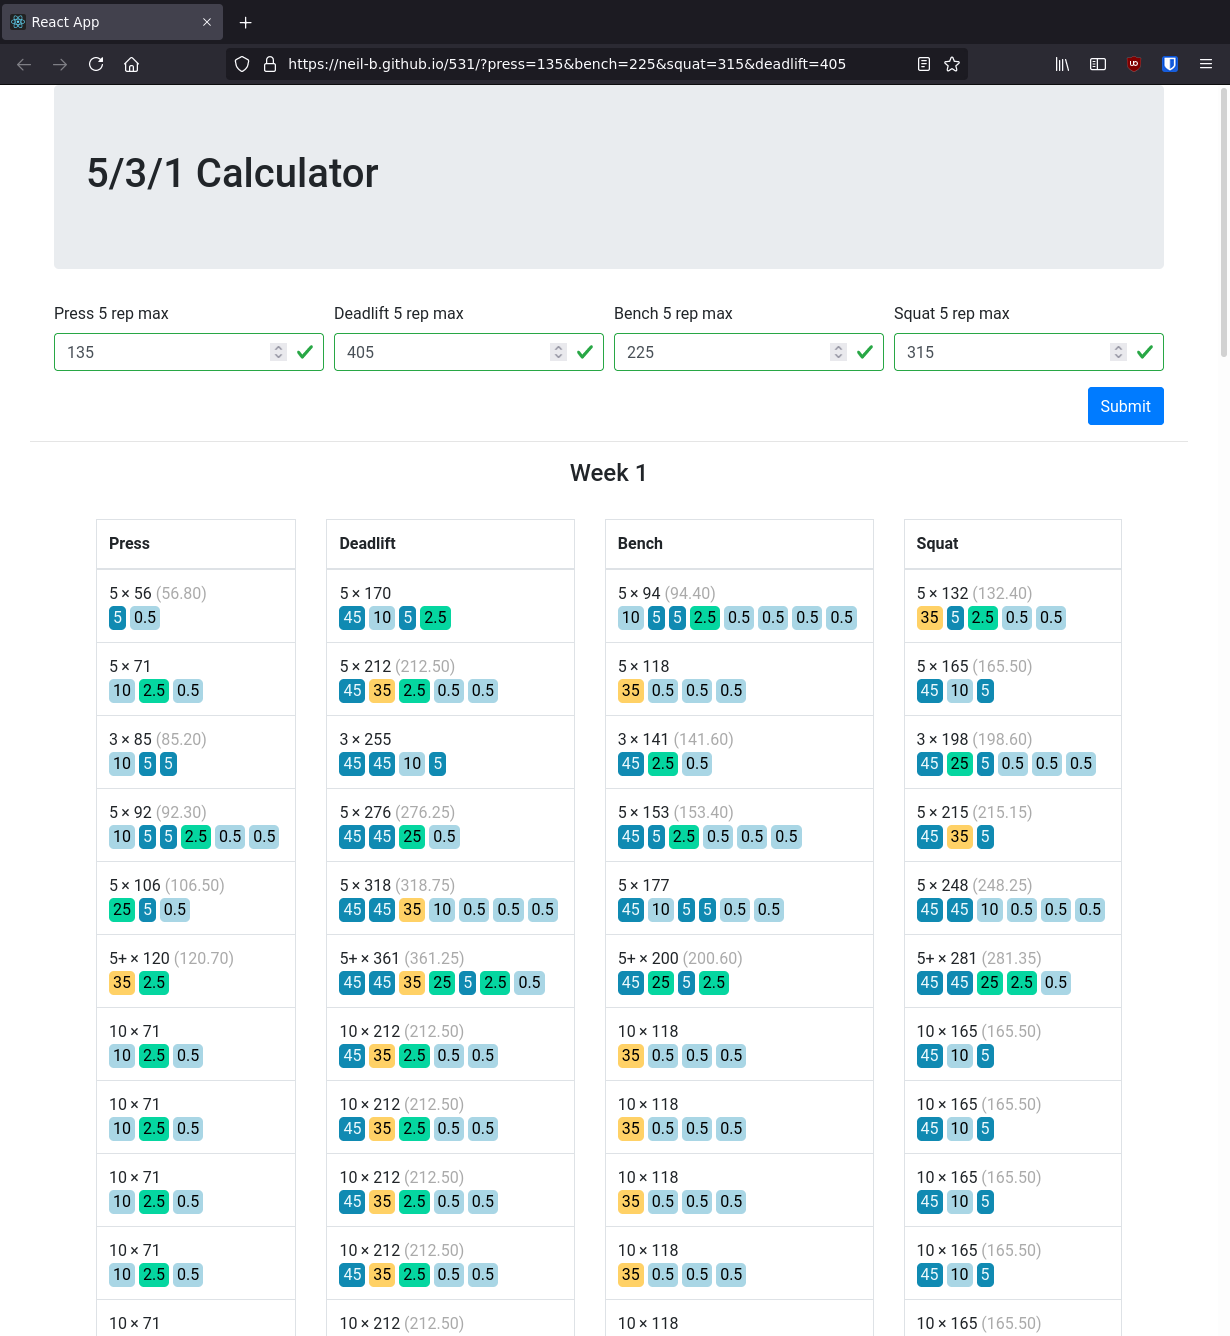 React App
https://neil-b.github.io/531/?press=135&bench=225&squat=315&deadlift=405
5/3/1 Calculator
Press 5 rep max Deadlift 5 rep max Bench 5 rep max Squat 5 rep max
135 405 225 315
Submit
Week 1
Press Deadlift Bench Squat
5 × 56 (56.80) 5 × 170 5 × 94 (94.40) 5 × 132 (132.40)
5 0.5 45 10 5 2.5 10 5 5 2.5 0.5 0.5 0.5 0.5 35 5 2.5 0.5 0.5
5 × 71 5 × 212 (212.50) 5 × 118 5 × 165 (165.50)
10 2.5 0.5 45 35 2.5 0.5 0.5 35 0.5 0.5 0.5 45 10 5
3 × 85 (85.20) 3 × 255 3 × 141 (141.60) 3 × 198 (198.60)
10 5 5 45 45 10 5 45 2.5 0.5 45 25 5 0.5 0.5 0.5
5 × 92 (92.30) 5 × 276 (276.25) 5 × 153 (153.40) 5 × 215 (215.15)
10 5 5 2.5 0.5 0.5 45 45 25 0.5 45 5 2.5 0.5 0.5 0.5 45 35 5
5 × 106 (106.50) 5 × 318 (318.75) 5 × 177 5 × 248 (248.25)
25 5 0.5 45 45 35 10 0.5 0.5 0.5 45 10 5 5 0.5 0.5 45 45 10 0.5 0.5 0.5
5+ × 120 (120.70) 5+ × 361 (361.25) 5+ × 200 (200.60) 5+ × 281 (281.35)
35 2.5 45 45 35 25 5 2.5 0.5 45 25 5 2.5 45 45 25 2.5 0.5
10 × 71 10 × 212 (212.50) 10 × 118 10 × 165 (165.50)
10 2.5 0.5 45 35 2.5 0.5 0.5 35 0.5 0.5 0.5 45 10 5
10 × 71 10 × 212 (212.50) 10 × 118 10 × 165 (165.50)
10 2.5 0.5 45 35 2.5 0.5 0.5 35 0.5 0.5 0.5 45 10 5
10 × 71 10 × 212 (212.50) 10 × 118 10 × 165 (165.50)
10 2.5 0.5 45 35 2.5 0.5 0.5 35 0.5 0.5 0.5 45 10 5
10 × 71 10 × 212 (212.50) 10 × 118 10 × 165 (165.50)
10 2.5 0.5 45 35 2.5 0.5 0.5 35 0.5 0.5 0.5 45 10 5
10 × 71 10 × 212 (212.50) 10 × 118 10 × 165 (165.50)